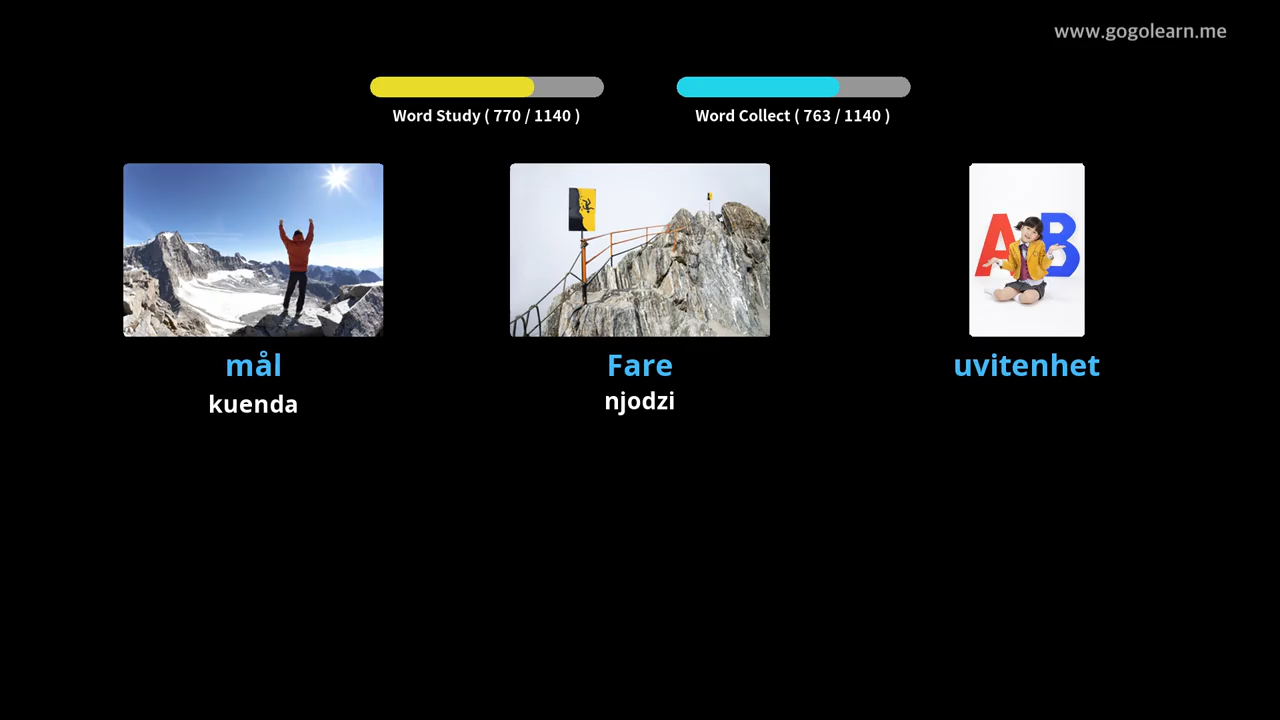 www.gogolearn.me
Word Study ( 770 / 1140 )
Word Collect ( 763 / 1140 )
A B
mål
Fare
uvitenhet
kuenda
njodzi